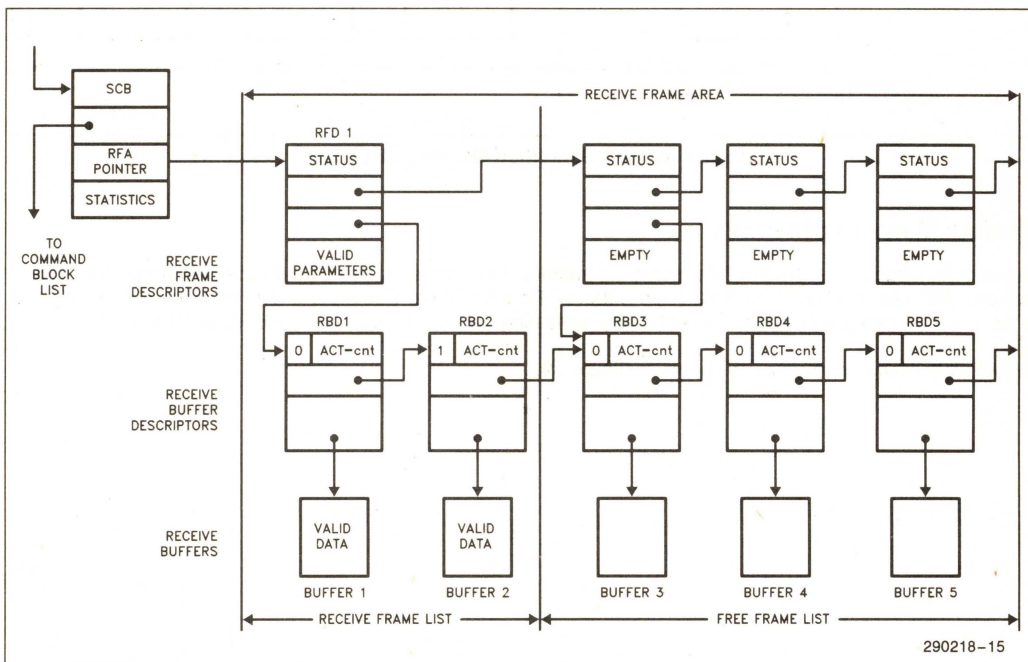 SCB
RFA
POINTER
STATISTICS
TO
COMMAND
BLOCK
LIST
RECEIVE FRAME AREA
RFD 1
STATUS
VALID
PARAMETERS
STATUS
EMPTY
STATUS
EMPTY
STATUS
EMPTY
RECEIVE
FRAME
DESCRIPTORS
RBD1
0 ACT-cnt
RBD2
1 ACT-cnt
RBD3
0 ACT-cnt
RBD4
0 ACT-cnt
RBD5
0 ACT-cnt
RECEIVE
BUFFER
DESCRIPTORS
RECEIVE
BUFFERS
VALID
DATA
VALID
DATA
BUFFER 1
BUFFER 2
BUFFER 3
BUFFER 4
BUFFER 5
RECEIVE FRAME LIST
FREE FRAME LIST
290218-15